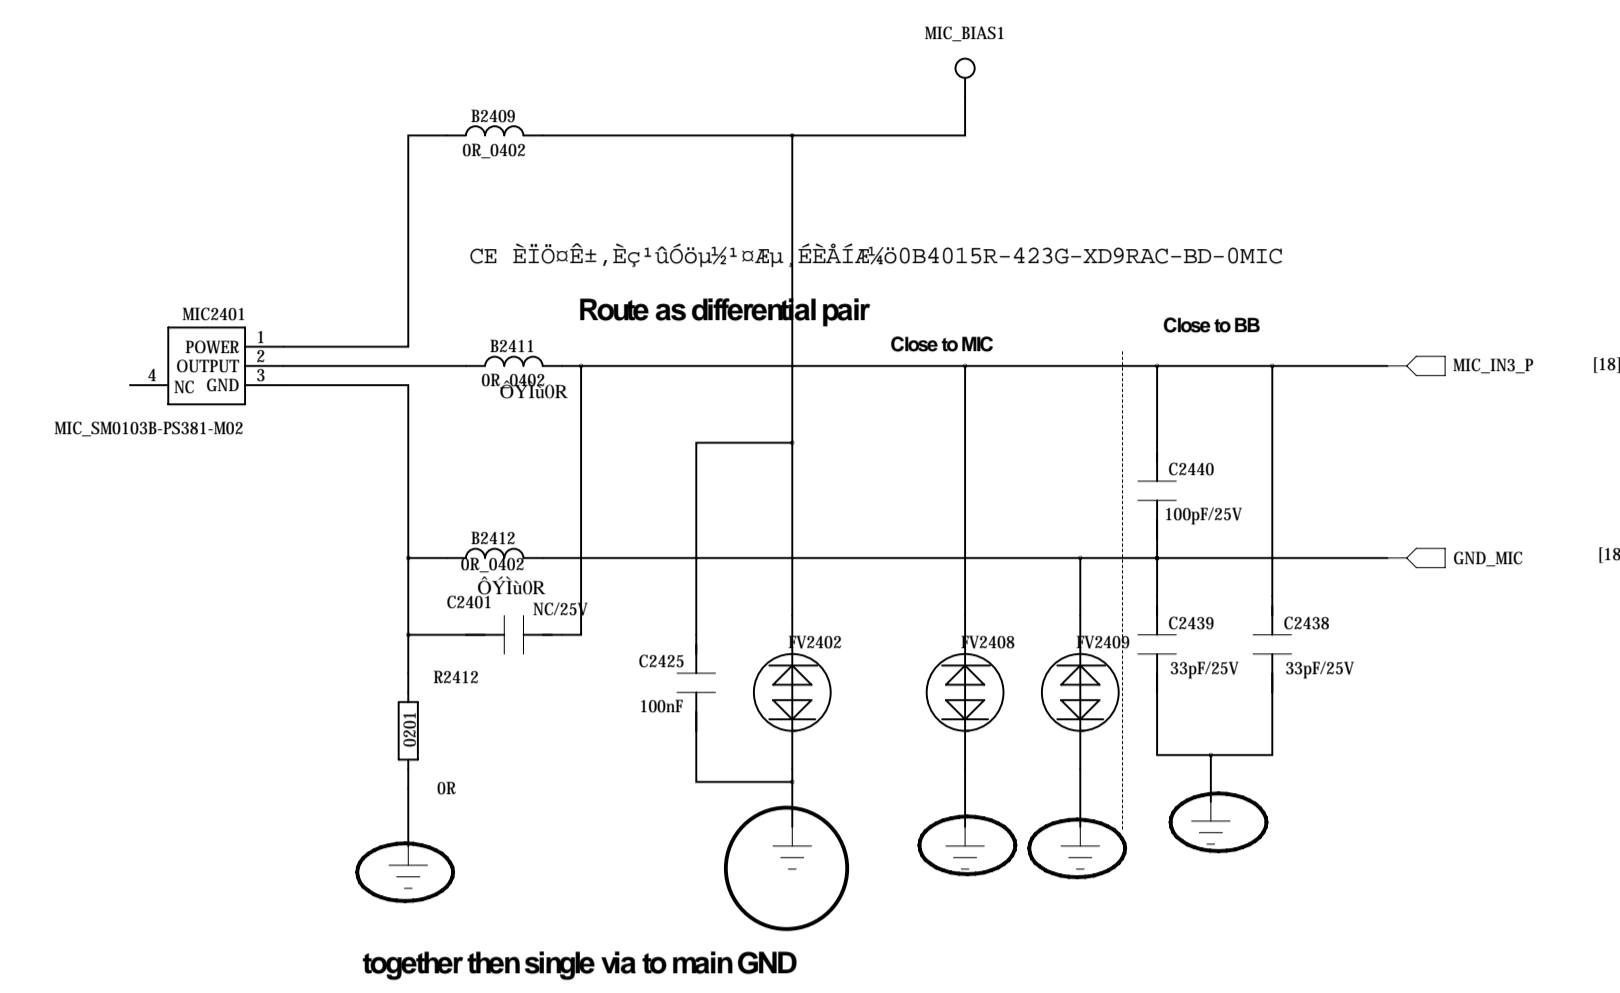 MIC_BIAS1
B2409
0R_0402
CE ÈÏÖ¤Ê±,Èç¹ûÓöµ½¹¤Æµ¸ÉÈÅÍÆ¼ö0B4015R-423G-XD9RAC-BD-0MIC
Route as differential pair
MIC2401
POWER 1
OUTPUT 2
4 NC GND 3
MIC_SM0103B-PS381-M02
B2411
0R_0402
ÔÝÌù0R
Close to MIC
Close to BB
MIC_IN3_P [18]
C2440
100pF/25V
B2412
0R_0402
ÔÝÌù0R
GND_MIC [18
C2401
NC/25V
R2412
0201
0R
C2425
100nF
FV2402
FV2408
FV2409
C2439
33pF/25V
C2438
33pF/25V
together then single via to main GND